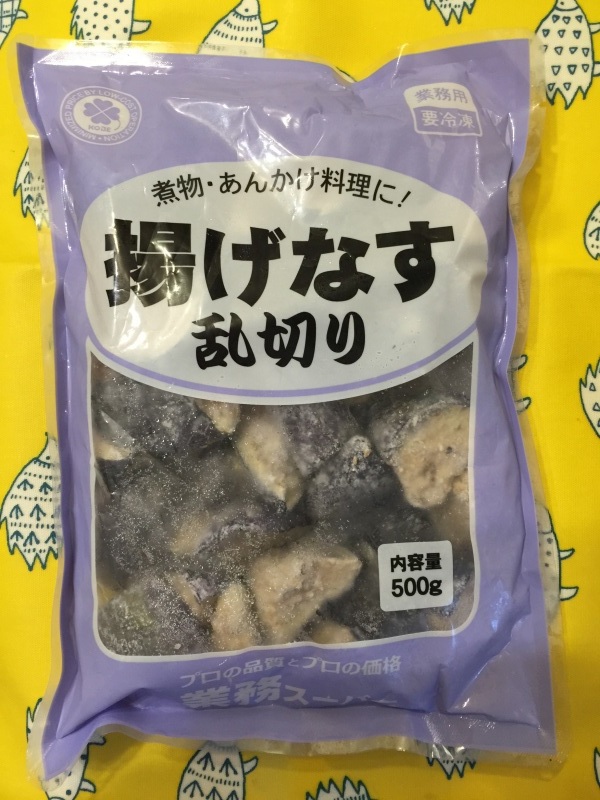 業務用
要冷凍
煮物・あんかけ料理に!
揚げなす
乱切り
内容量
500g
プロの品質とプロの価格
業務スーパー